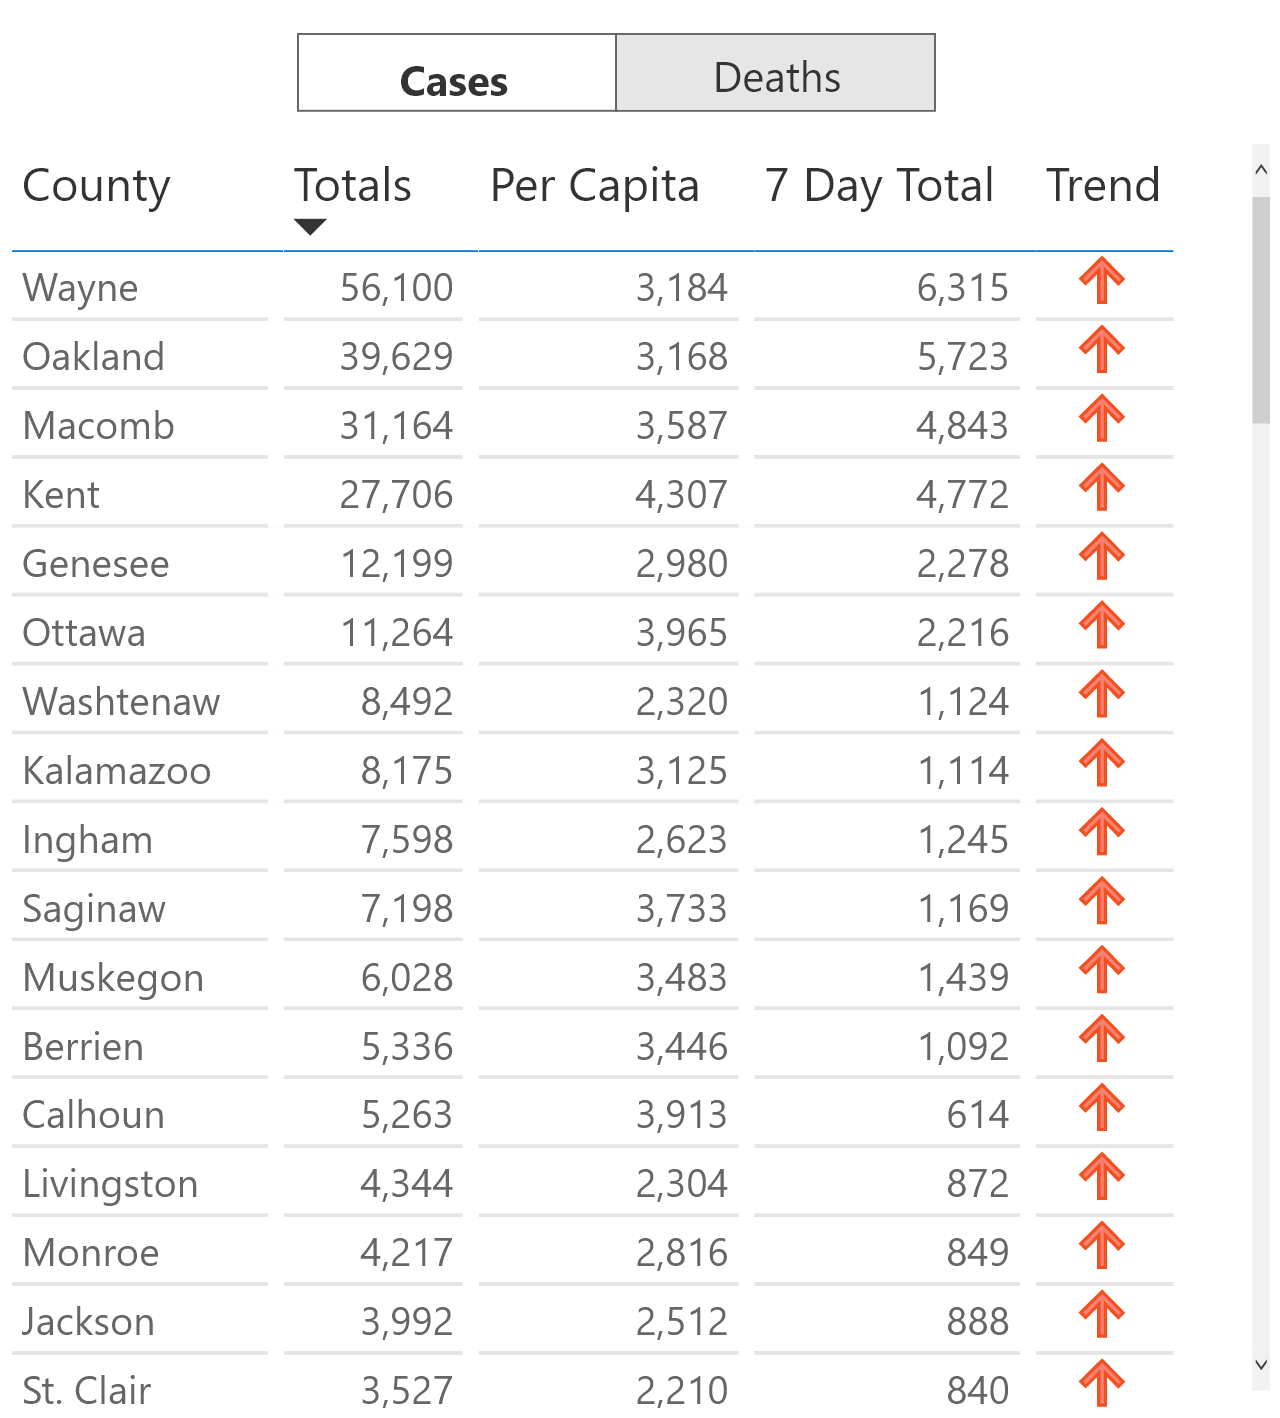 Cases Deaths
County Totals Per Capita 7 Day Total Trend
Wayne 56,100 3,184 6,315
Oakland 39,629 3,168 5,723
Macomb 31,164 3,587 4,843
Kent 27,706 4,307 4,772
Genesee 12,199 2,980 2,278
Ottawa 11,264 3,965 2,216
Washtenaw 8,492 2,320 1,124
Kalamazoo 8,175 3,125 1,114
Ingham 7,598 2,623 1,245
Saginaw 7,198 3,733 1,169
Muskegon 6,028 3,483 1,439
Berrien 5,336 3,446 1,092
Calhoun 5,263 3,913 614
Livingston 4,344 2,304 872
Monroe 4,217 2,816 849
Jackson 3,992 2,512 888
St. Clair 3,527 2,210 840